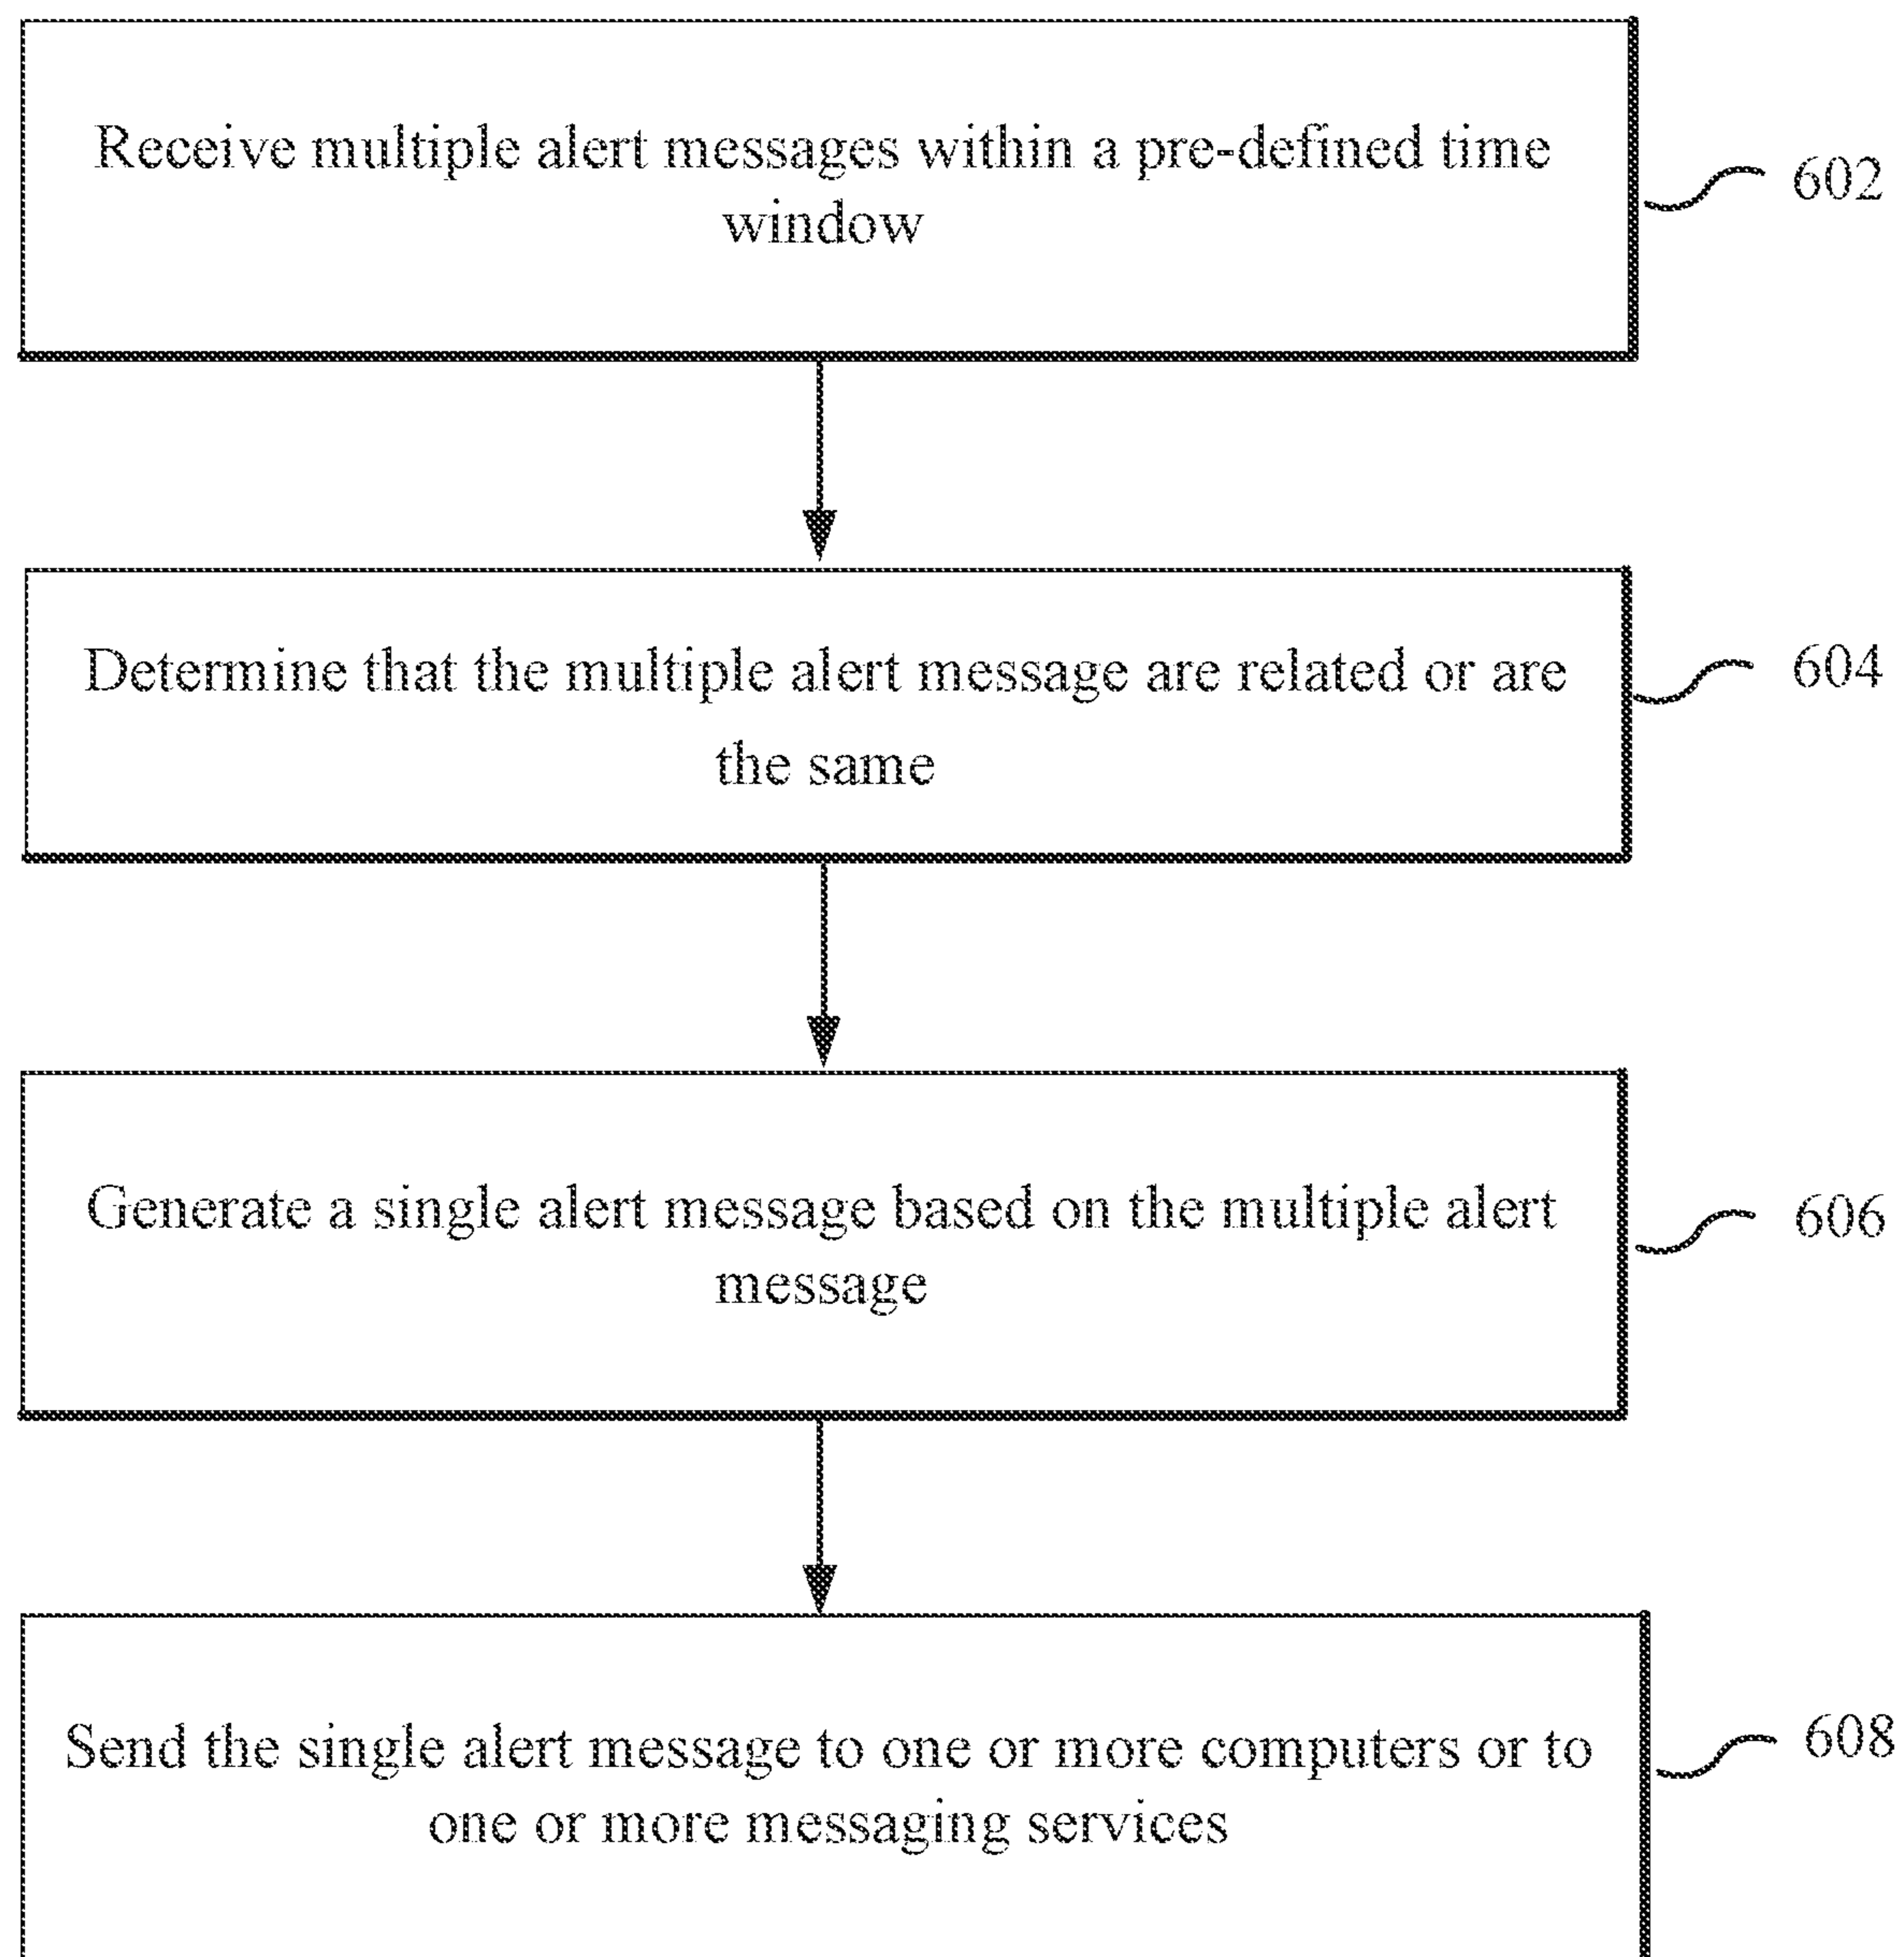 Receive multiple alert messages within a pre-defined time
window
602
Determine that the multiple alert message are related or are
the same
604
Generate a single alert message based on the multiple alert
message
606
Send the single alert message to one or more computers or to
one or more messaging services
608